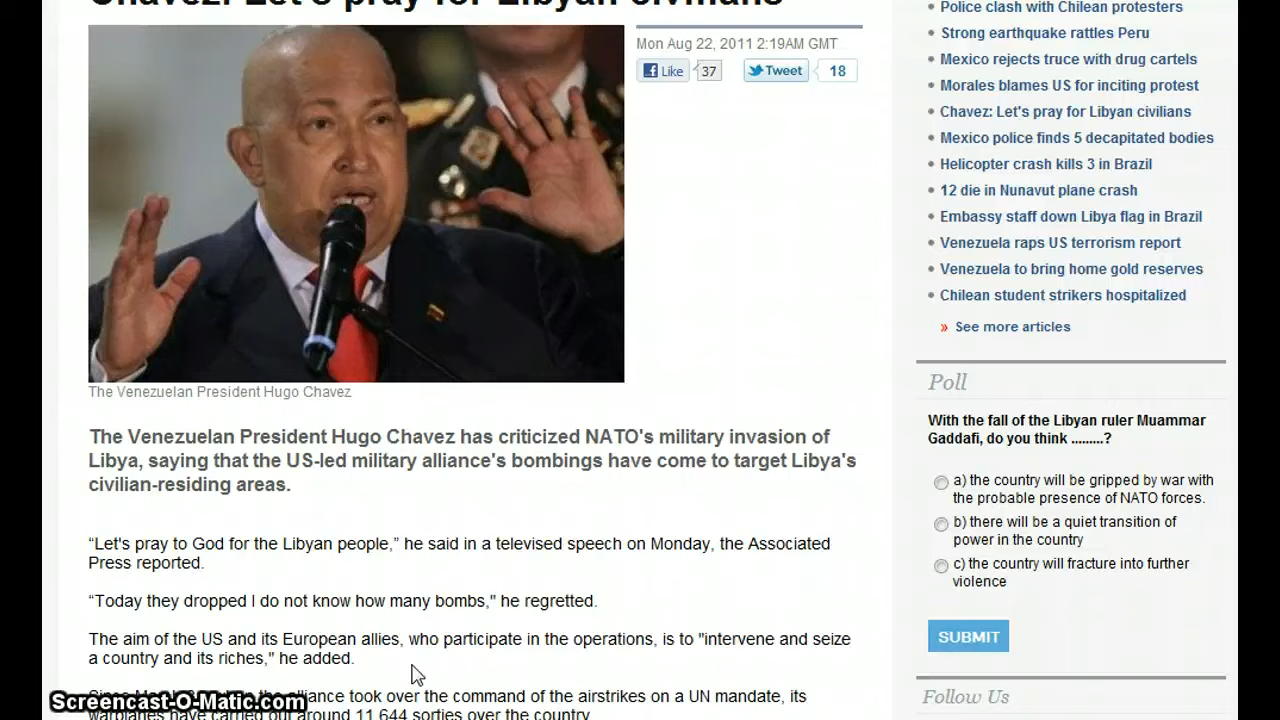 Chavez: Let's pray for Libyan civilians
Mon Aug 22, 2011 2:19AM GMT
Like 37 Tweet 18
The Venezuelan President Hugo Chavez
The Venezuelan President Hugo Chavez has criticized NATO's military invasion of
Libya, saying that the US-led military alliance's bombings have come to target Libya's
civilian-residing areas.
“Let's pray to God for the Libyan people,” he said in a televised speech on Monday, the Associated
Press reported.
“Today they dropped I do not know how many bombs," he regretted.
The aim of the US and its European allies, who participate in the operations, is to "intervene and seize
a country and its riches," he added.
alliance took over the command of the airstrikes on a UN mandate, its
warplanes have carried out around 11,644 sorties over the country
Screencast-O-Matic.com
Police clash with Chilean protesters
Strong earthquake rattles Peru
Mexico rejects truce with drug cartels
Morales blames US for inciting protest
Chavez: Let's pray for Libyan civilians
Mexico police finds 5 decapitated bodies
Helicopter crash kills 3 in Brazil
12 die in Nunavut plane crash
Embassy staff down Libya flag in Brazil
Venezuela raps US terrorism report
Venezuela to bring home gold reserves
Chilean student strikers hospitalized
» See more articles
Poll
With the fall of the Libyan ruler Muammar
Gaddafi, do you think .........?
a) the country will be gripped by war with
the probable presence of NATO forces.
b) there will be a quiet transition of
power in the country
c) the country will fracture into further
violence
SUBMIT
Follow Us